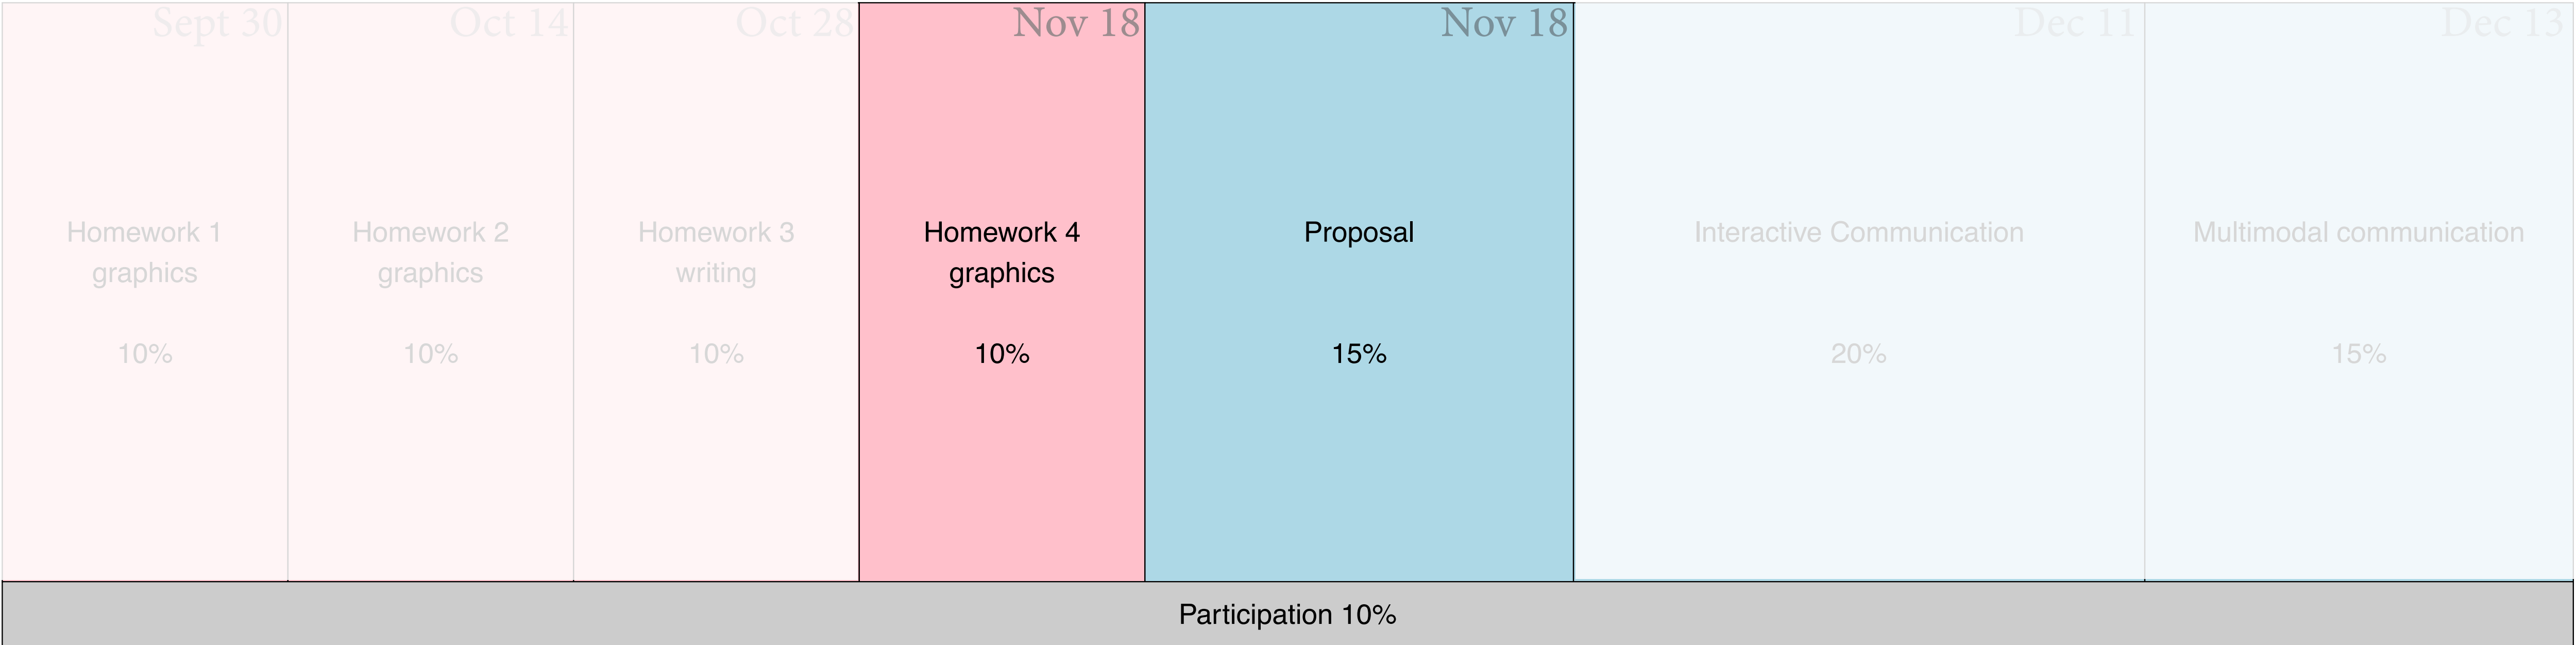 Sept 30
Homework 1
graphics
10%
Oct 14
Homework 2
graphics
10%
Oct 28
Homework 3
writing
10%
Nov 18
Homework 4
graphics
10%
Nov 18
Proposal
15%
Dec 11
Interactive Communication
20%
Dec 13
Multimodal communication
15%
Participation 10%